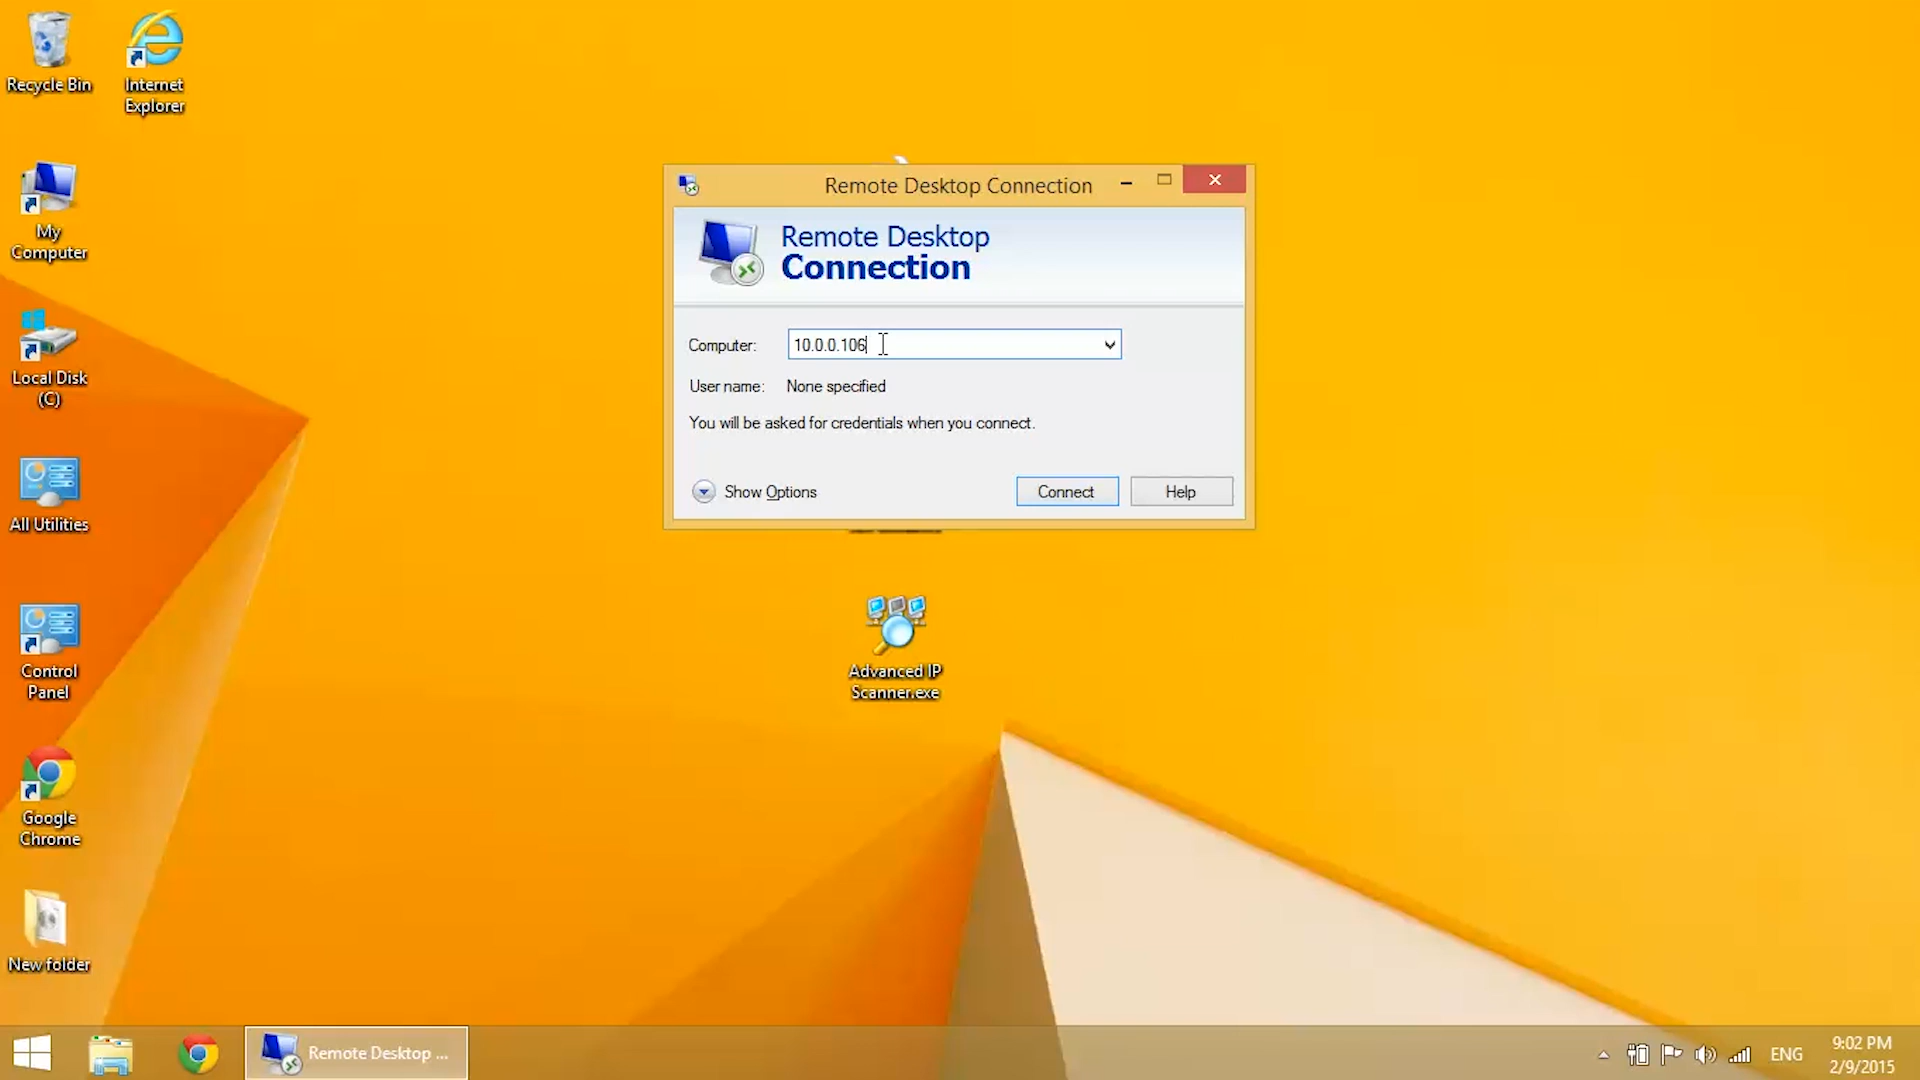 Recycle Bin
Internet
Explorer
My
Computer
Local Disk
(C)
All Utilities
Control
Panel
Google
Chrome
New folder
Remote Desktop Connection
Remote Desktop
Connection
Computer: 10.0.0.106
User name: None specified
You will be asked for credentials when you connect.
Show Options
Connect
Help
Advanced IP
Scanner.exe
Remote Desktop ...
ENG
9:02 PM
2/9/2015